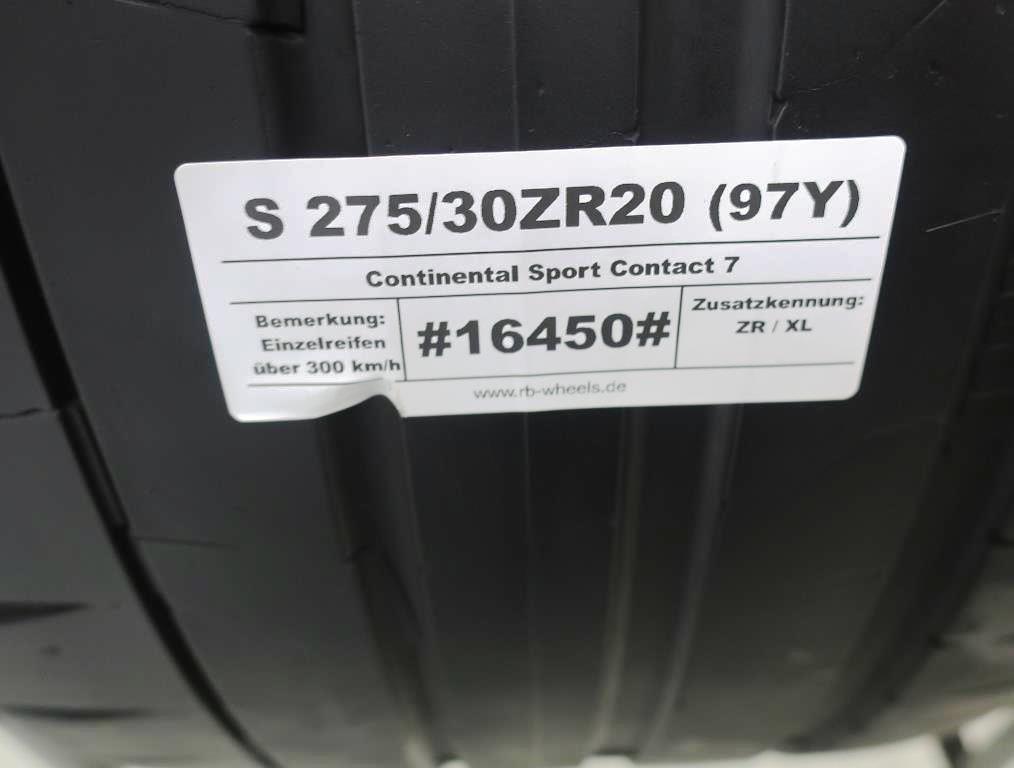 S 275/30ZR20 (97Y)
Continental Sport Contact 7
Bemerkung:
Einzelreifen
über 300 km/h
#16450#
Zusatzkennung:
ZR / XL
www.rb-wheels.de